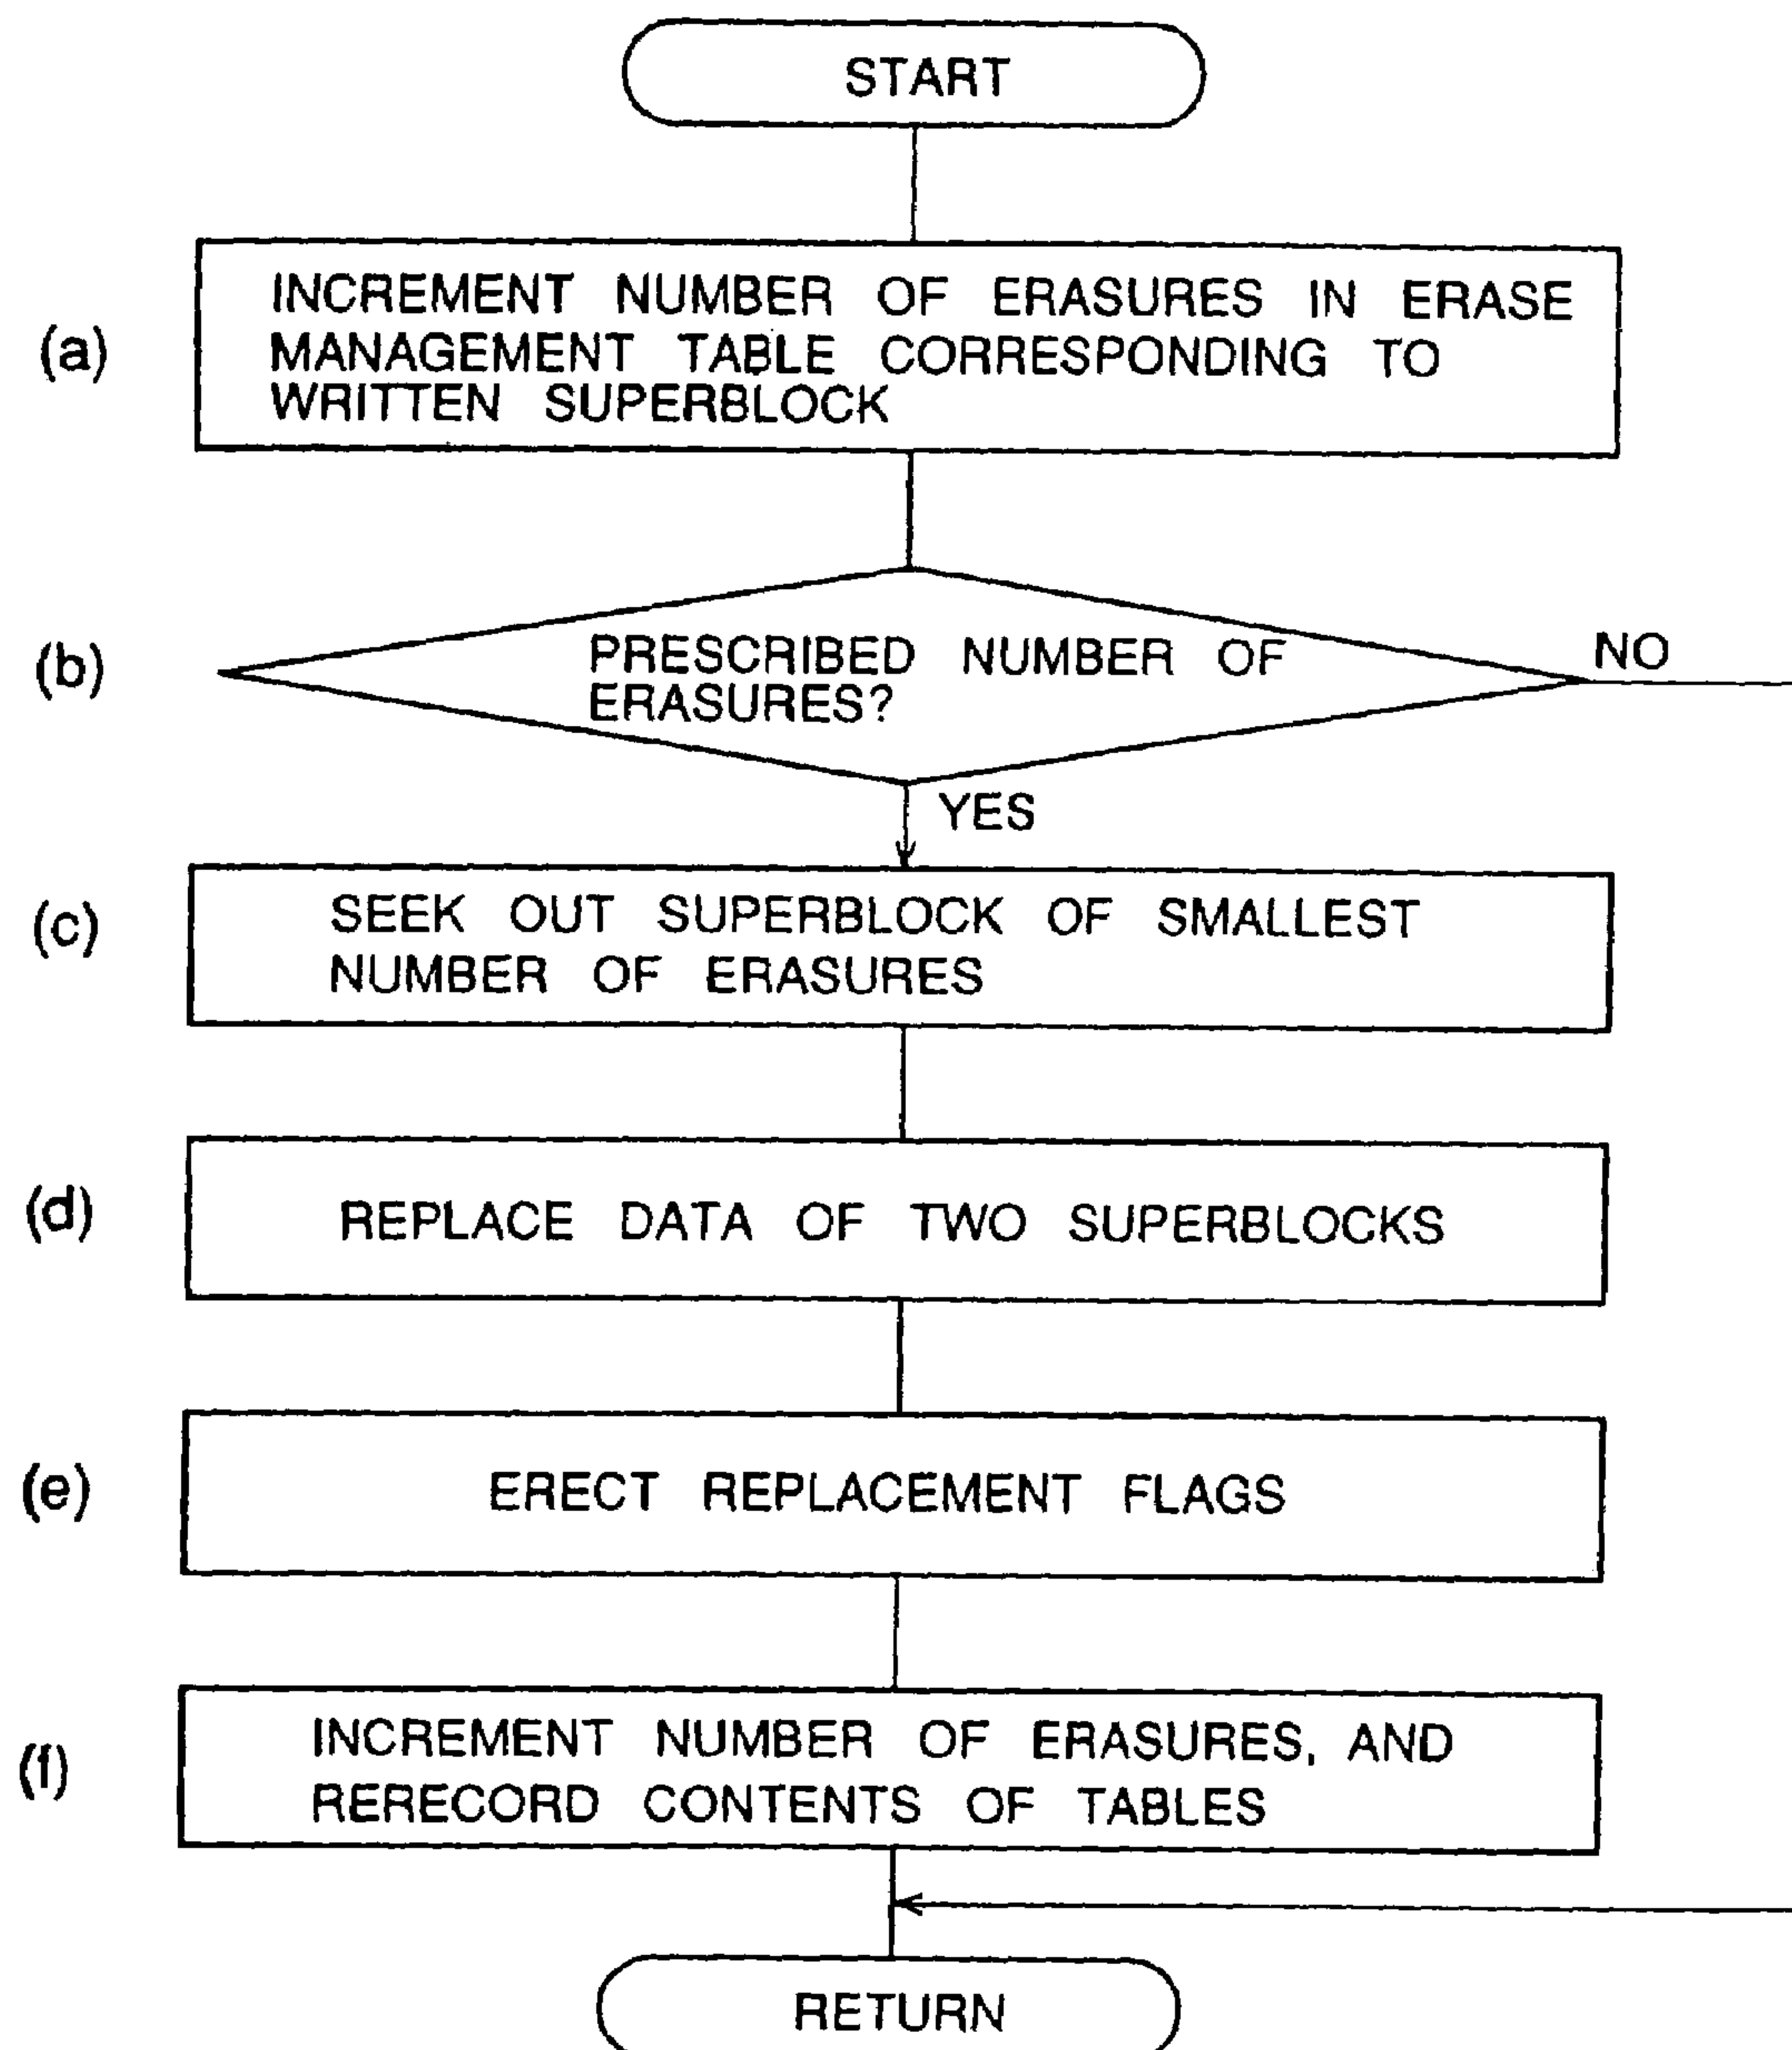 START
(a)
INCREMENT NUMBER OF ERASURES IN ERASE
MANAGEMENT TABLE CORRESPONDING TO
WRITTEN SUPERBLOCK
(b)
PRESCRIBED NUMBER OF
ERASURES?
NO
YES
(c)
SEEK OUT SUPERBLOCK OF SMALLEST
NUMBER OF ERASURES
(d)
REPLACE DATA OF TWO SUPERBLOCKS
(e)
ERECT REPLACEMENT FLAGS
(f)
INCREMENT NUMBER OF ERASURES, AND
RERECORD CONTENTS OF TABLES
RETURN